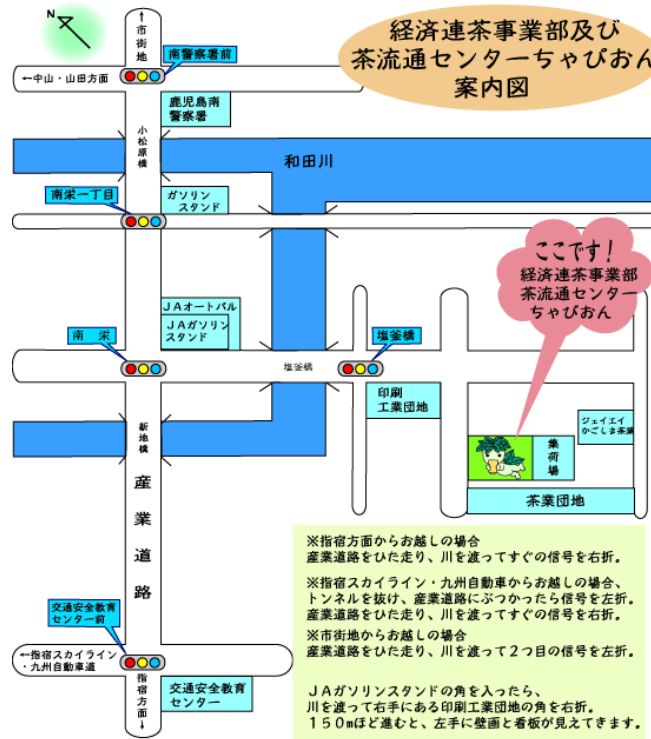 経済連茶事業部及び
茶流通センターちゃぴおん
案内図
N
↑市街地
南警察署前
←中山・山田方面
鹿児島南
警察署
小松原橋
和田川
南栄一丁目
ガソリン
スタンド
ここです！
経済連茶事業部
茶流通センター
ちゃぴおん
JAオートパル
JAガソリン
スタンド
南 栄
塩釜橋
塩釜橋
印刷
工業団地
ジェイエイ
かごしま茶業
集荷場
新地橋
茶業団地
産業道路
※指宿方面からお越しの場合
産業道路をひた走り、川を渡ってすぐの信号を右折。
※指宿スカイライン・九州自動車からお越しの場合、
トンネルを抜け、産業道路にぶつかったら信号を左折。
産業道路をひた走り、川を渡ってすぐの信号を右折。
※市街地からお越しの場合
産業道路をひた走り、川を渡って２つ目の信号を左折。
ＪＡガソリンスタンドの角を入ったら、
川を渡って右手にある印刷工業団地の角を右折。
１５０ｍほど進むと、左手に壁画と看板が見えてきます。
交通安全教育
センター前
←指宿スカイライン
・九州自動車道
交通安全教育
センター
指宿方面↓